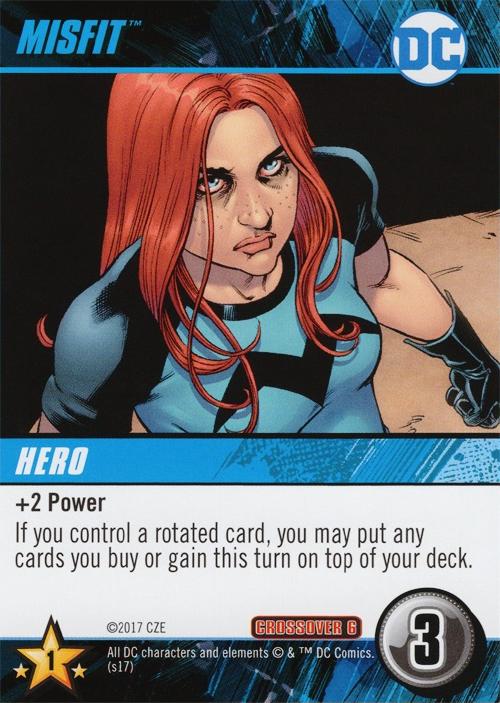 MISFIT™
DC
HERO
+2 Power
If you control a rotated card, you may put any
cards you buy or gain this turn on top of your deck.
©2017 CZE
CROSSOVER 6
All DC characters and elements © & ™ DC Comics.
(s17)
1
3